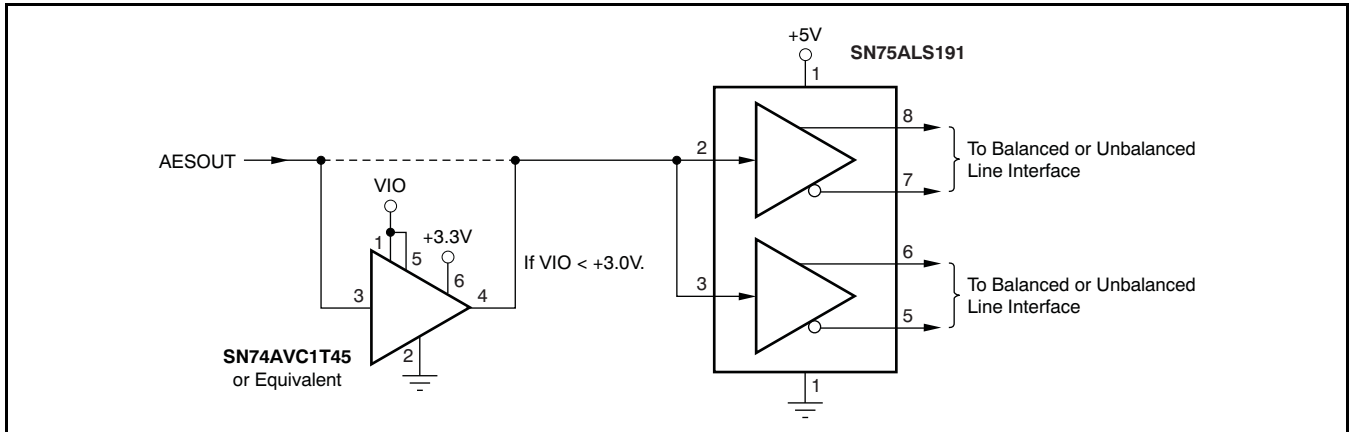 +5V
SN75ALS191
1
8
AESOUT
2
To Balanced or Unbalanced
Line Interface
7
VIO
+3.3V
1
5
6
If VIO < +3.0V.
6
3
4
3
To Balanced or Unbalanced
Line Interface
5
SN74AVC1T45
or Equivalent
2
1